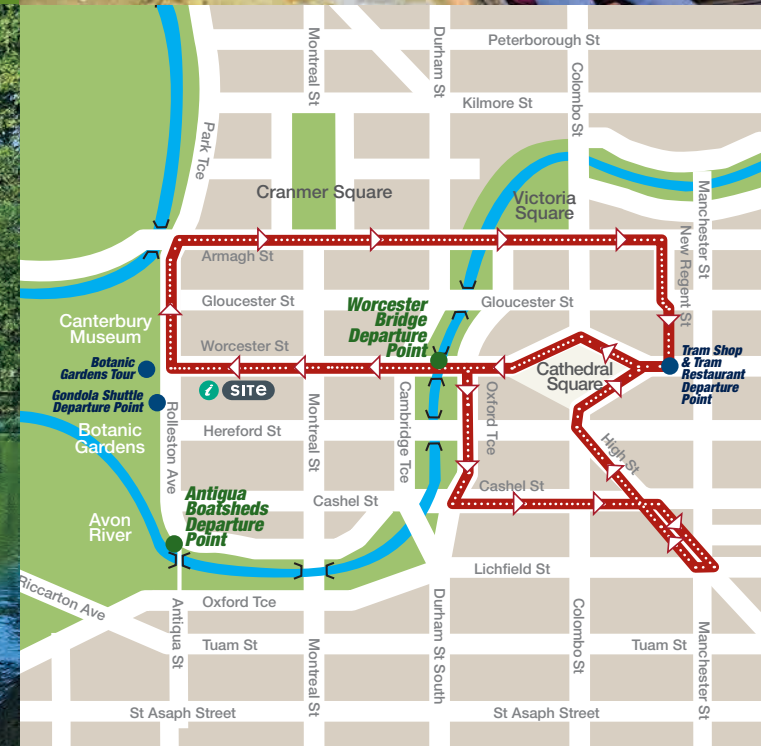 Peterborough St
Montreal St
Durham St
Colombo St
Kilmore St
Park Tce
Cranmer Square
Victoria
Square
Manchester St
New Regent St
Armagh St
Gloucester St
Gloucester St
Worcester
Bridge
Departure
Point
Canterbury
Museum
Worcester St
Botanic
Gardens Tour
i SITE
Cathedral
Square
Tram Shop
& Tram
Restaurant
Departure
Point
Gondola Shuttle
Departure Point
Rolleston Ave
Botanic
Gardens
Hereford St
Montreal St
Cambridge Tce
Oxford Tce
High St
Antigua
Boatsheds
Departure
Point
Cashel St
Cashel St
Avon
River
Lichfield St
Riccarton Ave
Oxford Tce
Antiqua St
Tuam St
Montreal St
Durham St South
Colombo St
Tuam St
Manchester St
St Asaph Street
St Asaph Street